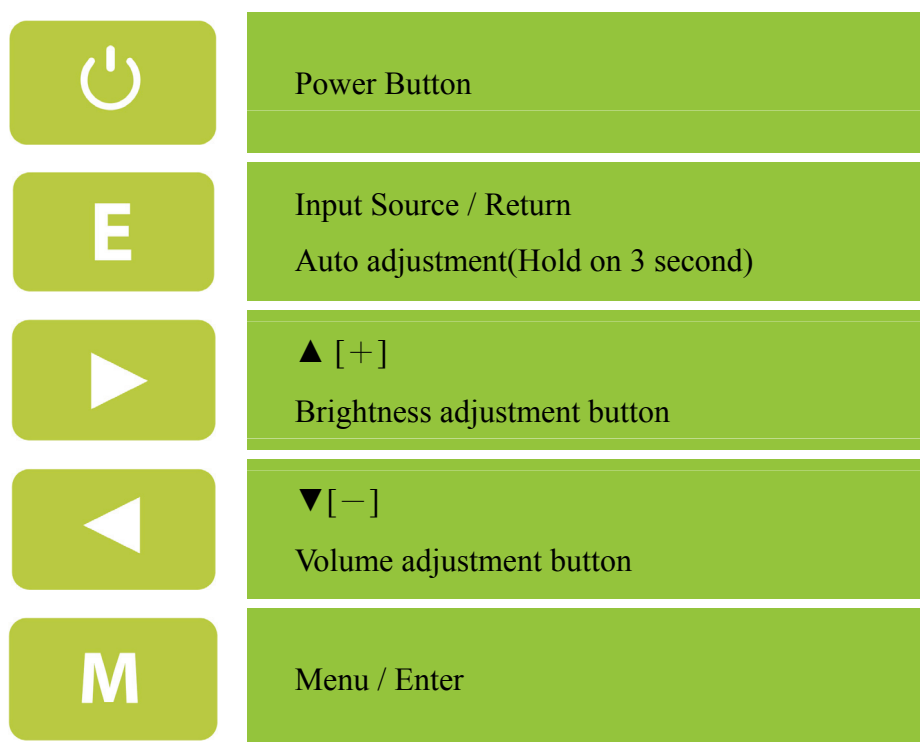 Power Button
E
Input Source / Return
Auto adjustment(Hold on 3 second)
▲ [＋]
Brightness adjustment button
▼[－]
Volume adjustment button
M
Menu / Enter